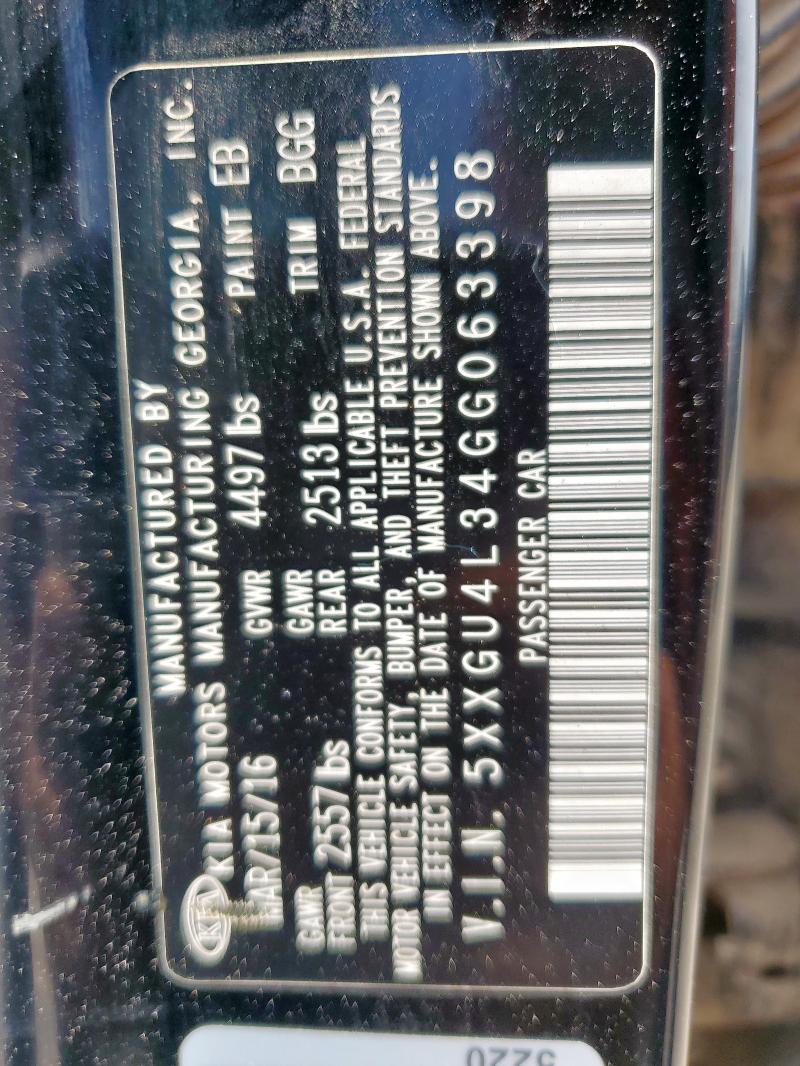 MANUFACTURED BY
KIA KIA MOTORS MANUFACTURING GEORGIA, INC.
MAR/15/16 GVWR 4497 lbs PAINT EB
GAWR FRONT 2557 lbs GAWR REAR 2513 lbs TRIM BGG
THIS VEHICLE CONFORMS TO ALL APPLICABLE U.S.A. FEDERAL
MOTOR VEHICLE SAFETY, BUMPER, AND THEFT PREVENTION STANDARDS
IN EFFECT ON THE DATE OF MANUFACTURE SHOWN ABOVE.
V.I.N. 5XXGU4L34GG063398
PASSENGER CAR
5220